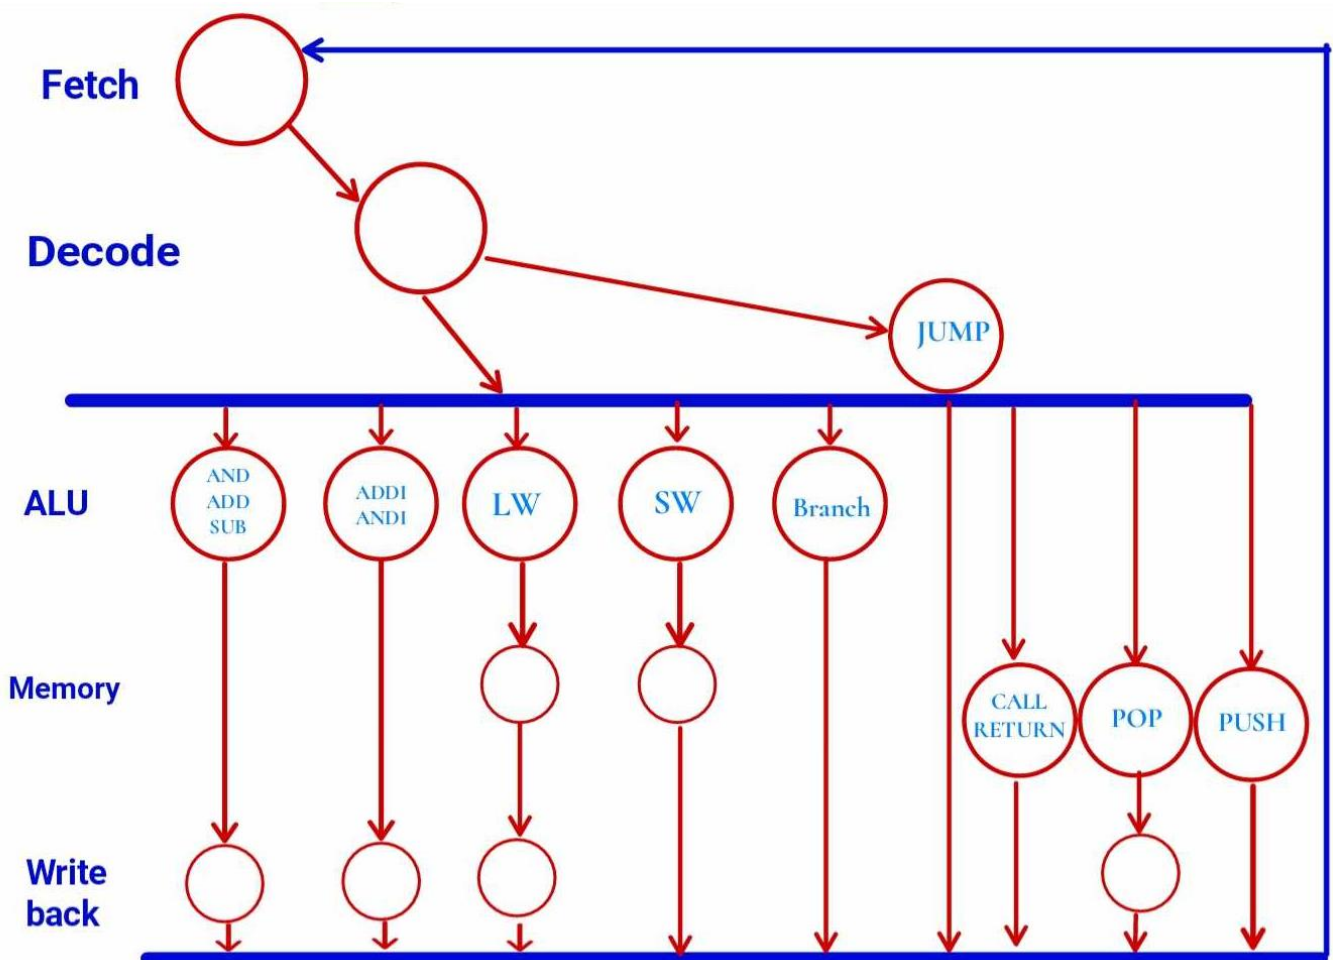 Fetch
Decode
JUMP
ALU
AND
ADD
SUB
ADDI
ANDI
LW
SW
Branch
Memory
CALL
RETURN
POP
PUSH
Write
back